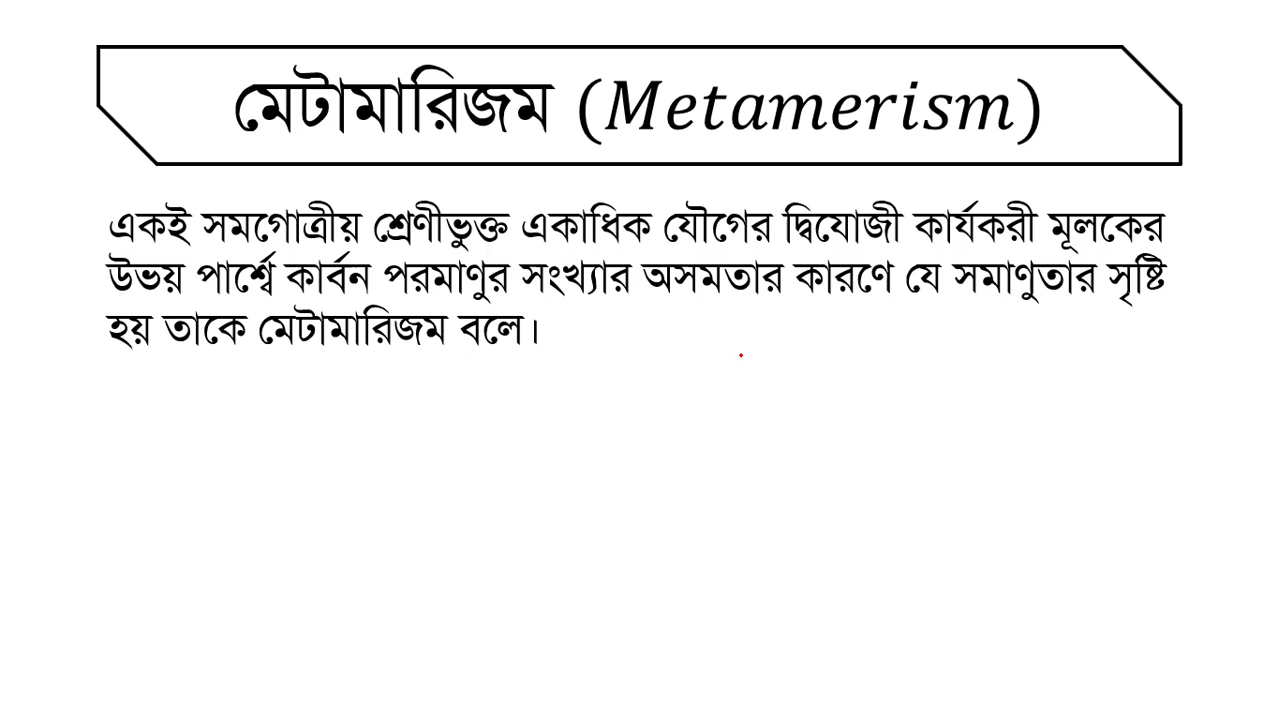 মেটামারিজম (Metamerism)
একই সমগোত্রীয় শ্রেণীভুক্ত একাধিক যৌগের দ্বিযোজী কার্যকরী মূলকের
উভয় পার্শ্বে কার্বন পরমাণুর সংখ্যার অসমতার কারণে যে সমাণুতার সৃষ্টি
হয় তাকে মেটামারিজম বলে।